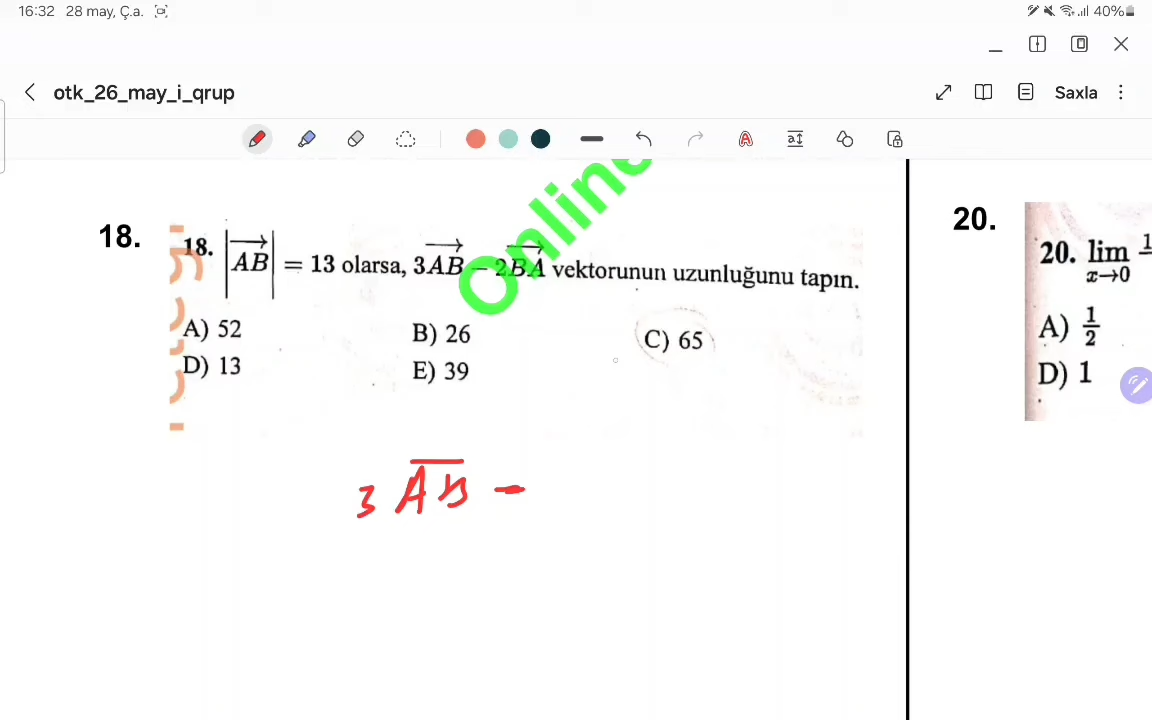 16:32 28 may, Ç.a. 40%
otk_26_may_i_qrup Saxla
Online
18. 18. |AB| = 13 olarsa, 3AB – 2BA vektorunun uzunluğunu tapın.
A) 52 B) 26 C) 65
D) 13 E) 39
3 AB –
20. 20. lim x→0 1
A) 1/2
D) 1